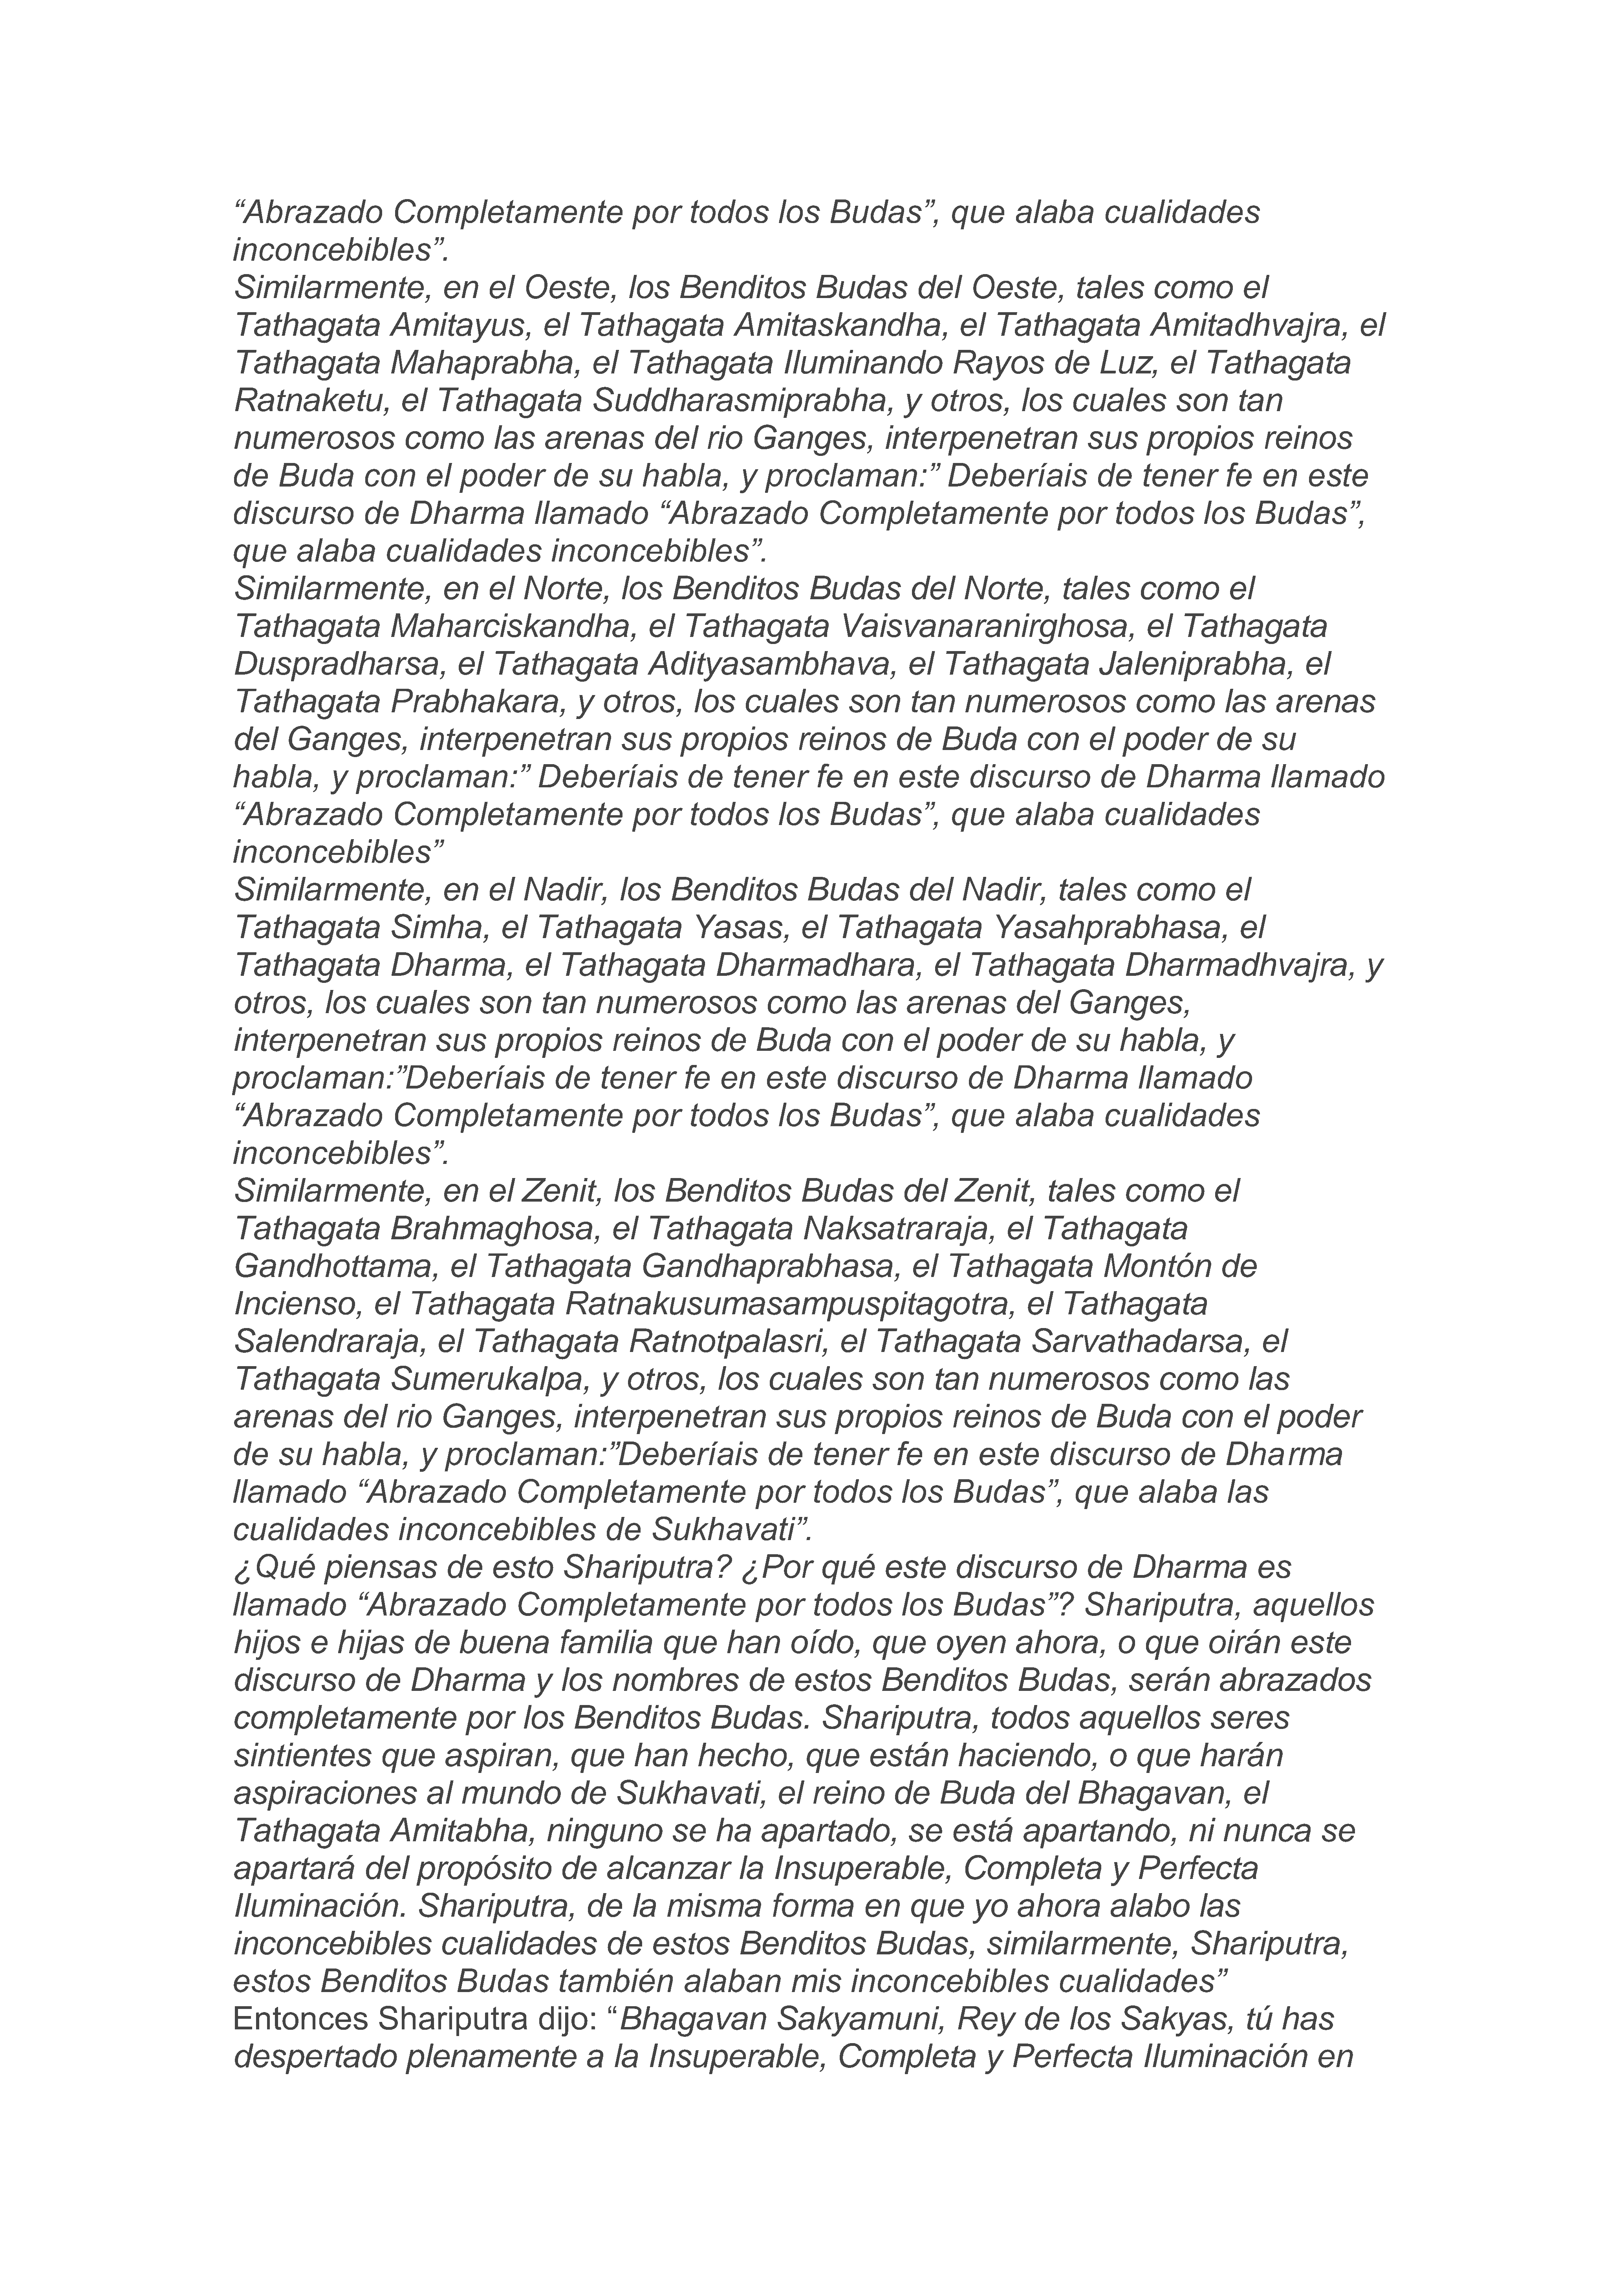 “Abrazado Completamente por todos los Budas”, que alaba cualidades
inconcebibles”.
Similarmente, en el Oeste, los Benditos Budas del Oeste, tales como el
Tathagata Amitayus, el Tathagata Amitaskandha, el Tathagata Amitadhvajra, el
Tathagata Mahaprabha, el Tathagata Iluminando Rayos de Luz, el Tathagata
Ratnaketu, el Tathagata Suddharasmiprabha, y otros, los cuales son tan
numerosos como las arenas del rio Ganges, interpenetran sus propios reinos
de Buda con el poder de su habla, y proclaman:” Deberíais de tener fe en este
discurso de Dharma llamado “Abrazado Completamente por todos los Budas”,
que alaba cualidades inconcebibles”.
Similarmente, en el Norte, los Benditos Budas del Norte, tales como el
Tathagata Maharciskandha, el Tathagata Vaisvanaranirghosa, el Tathagata
Duspradharsa, el Tathagata Adityasambhava, el Tathagata Jaleniprabha, el
Tathagata Prabhakara, y otros, los cuales son tan numerosos como las arenas
del Ganges, interpenetran sus propios reinos de Buda con el poder de su
habla, y proclaman:” Deberíais de tener fe en este discurso de Dharma llamado
“Abrazado Completamente por todos los Budas”, que alaba cualidades
inconcebibles”
Similarmente, en el Nadir, los Benditos Budas del Nadir, tales como el
Tathagata Simha, el Tathagata Yasas, el Tathagata Yasahprabhasa, el
Tathagata Dharma, el Tathagata Dharmadhara, el Tathagata Dharmadhvajra, y
otros, los cuales son tan numerosos como las arenas del Ganges,
interpenetran sus propios reinos de Buda con el poder de su habla, y
proclaman:”Deberíais de tener fe en este discurso de Dharma llamado
“Abrazado Completamente por todos los Budas”, que alaba cualidades
inconcebibles”.
Similarmente, en el Zenit, los Benditos Budas del Zenit, tales como el
Tathagata Brahmaghosa, el Tathagata Naksatraraja, el Tathagata
Gandhottama, el Tathagata Gandhaprabhasa, el Tathagata Montón de
Incienso, el Tathagata Ratnakusumasampuspitagotra, el Tathagata
Salendraraja, el Tathagata Ratnotpalasri, el Tathagata Sarvathadarsa, el
Tathagata Sumerukalpa, y otros, los cuales son tan numerosos como las
arenas del rio Ganges, interpenetran sus propios reinos de Buda con el poder
de su habla, y proclaman:”Deberíais de tener fe en este discurso de Dharma
llamado “Abrazado Completamente por todos los Budas”, que alaba las
cualidades inconcebibles de Sukhavati”.
¿Qué piensas de esto Shariputra? ¿Por qué este discurso de Dharma es
llamado “Abrazado Completamente por todos los Budas”? Shariputra, aquellos
hijos e hijas de buena familia que han oído, que oyen ahora, o que oirán este
discurso de Dharma y los nombres de estos Benditos Budas, serán abrazados
completamente por los Benditos Budas. Shariputra, todos aquellos seres
sintientes que aspiran, que han hecho, que están haciendo, o que harán
aspiraciones al mundo de Sukhavati, el reino de Buda del Bhagavan, el
Tathagata Amitabha, ninguno se ha apartado, se está apartando, ni nunca se
apartará del propósito de alcanzar la Insuperable, Completa y Perfecta
Iluminación. Shariputra, de la misma forma en que yo ahora alabo las
inconcebibles cualidades de estos Benditos Budas, similarmente, Shariputra,
estos Benditos Budas también alaban mis inconcebibles cualidades”
Entonces Shariputra dijo: “Bhagavan Sakyamuni, Rey de los Sakyas, tú has
despertado plenamente a la Insuperable, Completa y Perfecta Iluminación en